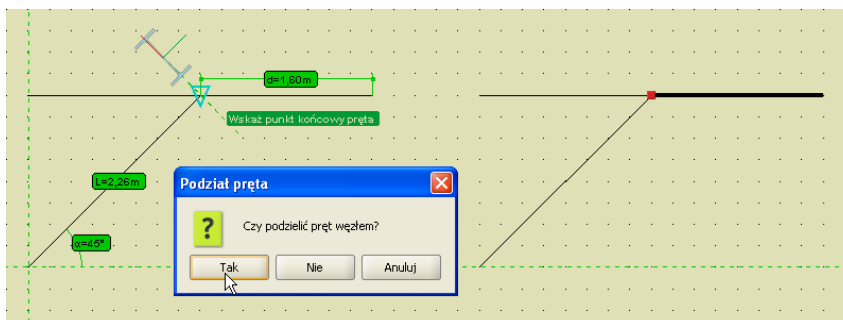 d=1,60m
Wskaż punkt końcowy pręta
L=2,26m
α=45°
Podział pręta
?
Czy podzielić pręt węzłem?
Tak
Nie
Anuluj